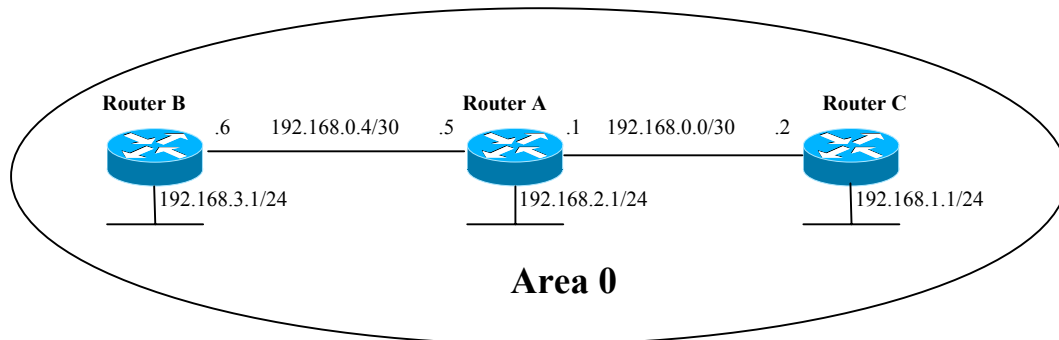 Router B
Router A
Router C
.6
192.168.0.4/30
.5
.1
192.168.0.0/30
.2
192.168.3.1/24
192.168.2.1/24
192.168.1.1/24
Area 0